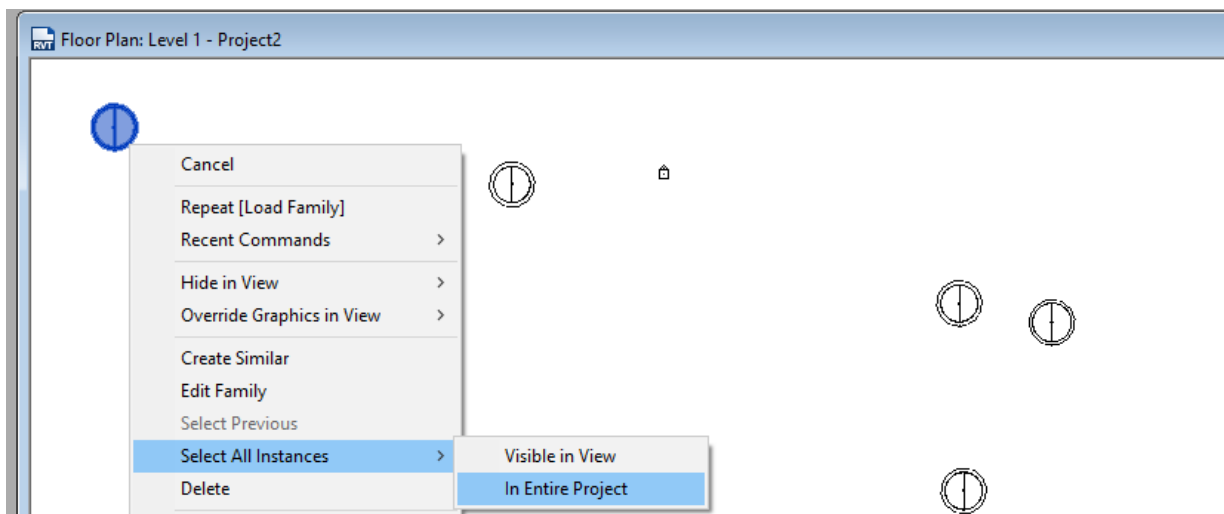 RVT Floor Plan: Level 1 - Project2
Cancel
Repeat [Load Family]
Recent Commands
Hide in View
Override Graphics in View
Create Similar
Edit Family
Select Previous
Select All Instances
Visible in View
Delete
In Entire Project